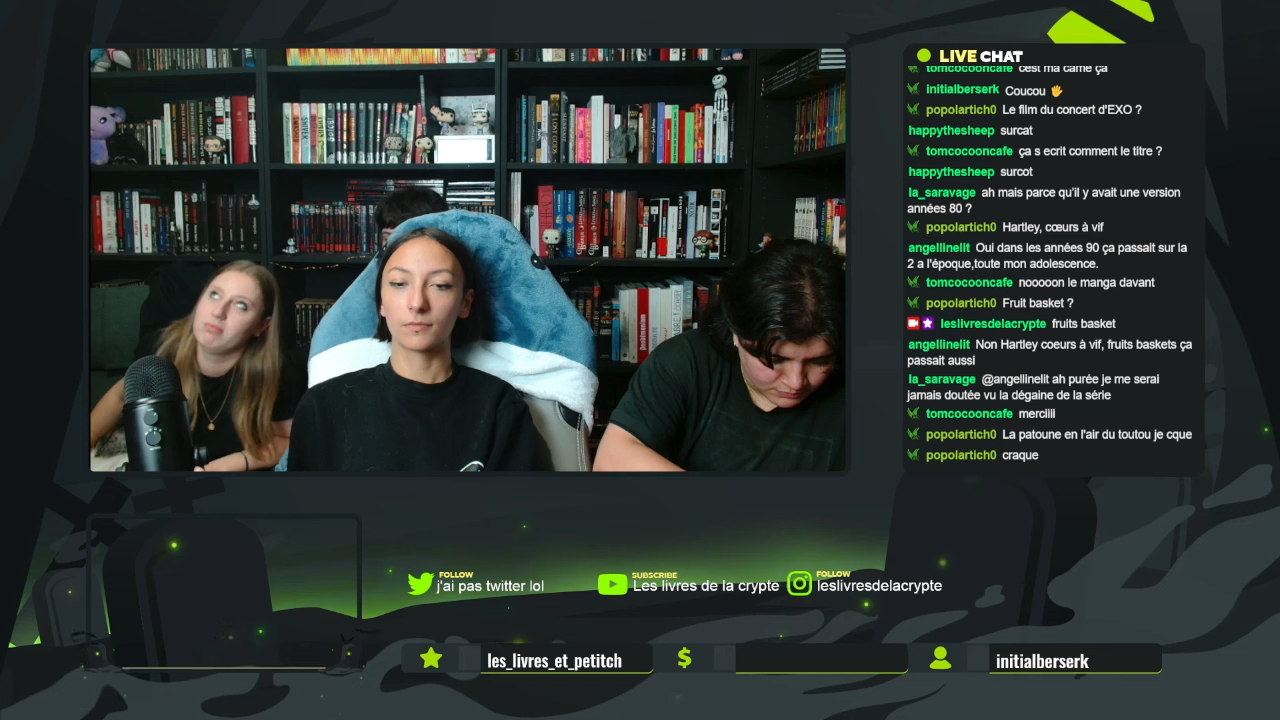 LIVE CHAT
tomcocooncafe c'est ma came ça
initialberserk Coucou 🖐
popolartich0 Le film du concert d'EXO ?
happythesheep surcat
tomcocooncafe ça s ecrit comment le titre ?
happythesheep surcot
la_saravage ah mais parce qu'il y avait une version
années 80 ?
popolartich0 Hartley, cœurs à vif
angellinelit Oui dans les années 90 ça passait sur la
2 a l'époque,toute mon adolescence.
tomcocooncafe nooooon le manga davant
popolartich0 Fruit basket ?
leslivresdelacrypte fruits basket
angellinelit Non Hartley coeurs à vif, fruits baskets ça
passait aussi
la_saravage @angellinelit ah purée je me serai
jamais doutée vu la dégaine de la série
tomcocooncafe merciiii
popolartich0 La patoune en l'air du toutou je cque
popolartich0 craque
FOLLOW
j'ai pas twitter lol
SUBSCRIBE
Les livres de la crypte
FOLLOW
leslivresdelacrypte
les_livres_et_petitch
$
initialberserk